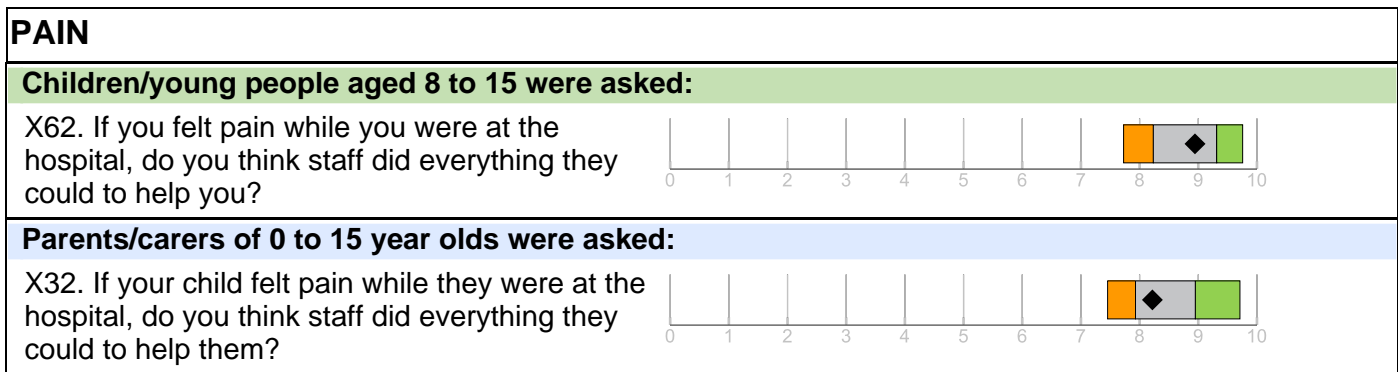 PAIN
Children/young people aged 8 to 15 were asked:
X62. If you felt pain while you were at the
hospital, do you think staff did everything they
could to help you?
0 1 2 3 4 5 6 7 8 9 10
Parents/carers of 0 to 15 year olds were asked:
X32. If your child felt pain while they were at the
hospital, do you think staff did everything they
could to help them?
0 1 2 3 4 5 6 7 8 9 10